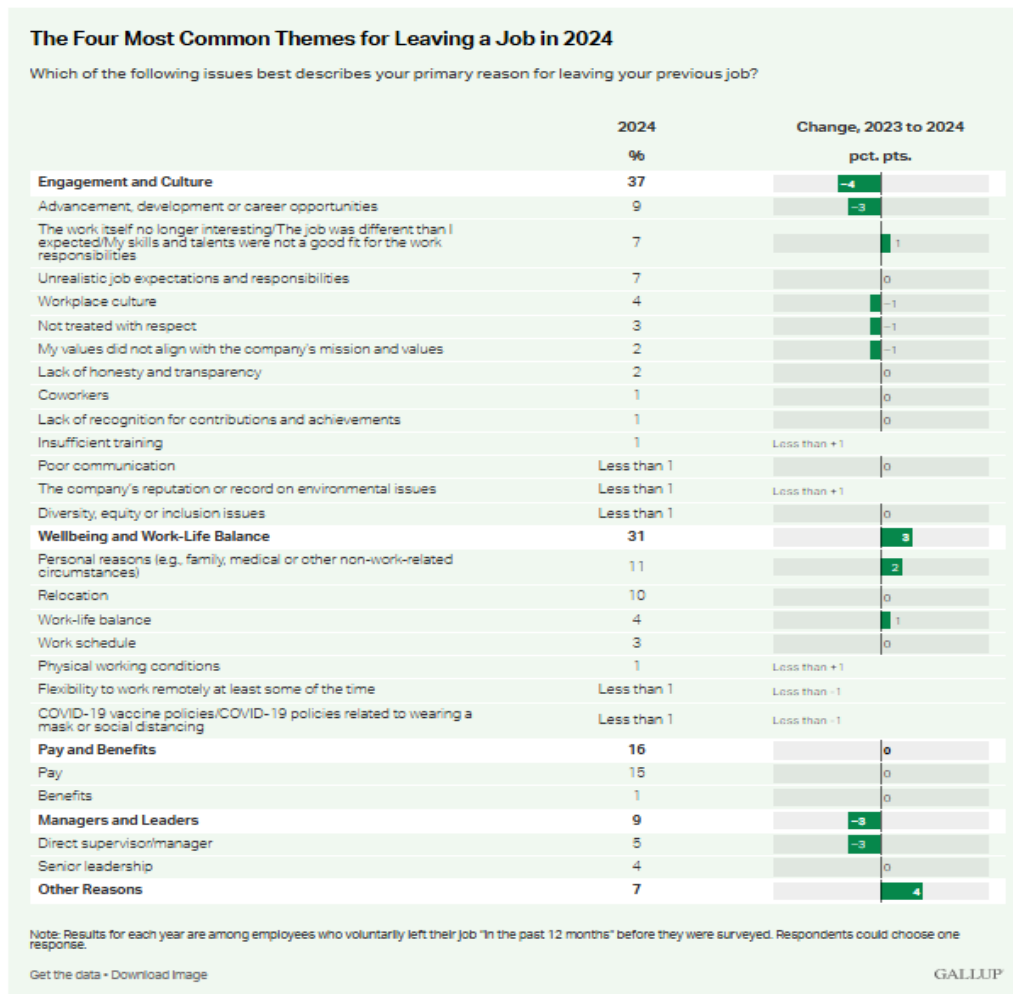 The Four Most Common Themes for Leaving a Job in 2024
Which of the following issues best describes your primary reason for leaving your previous job?
2024 Change, 2023 to 2024
% pct. pts.
Engagement and Culture 37 −4
Advancement, development or career opportunities 9 −3
The work itself no longer interesting/The job was different than I
expected/My skills and talents were not a good fit for the work
responsibilities 7 1
Unrealistic job expectations and responsibilities 7 0
Workplace culture 4 −1
Not treated with respect 3 −1
My values did not align with the company's mission and values 2 −1
Lack of honesty and transparency 2 0
Coworkers 1 0
Lack of recognition for contributions and achievements 1 0
Insufficient training 1 Less than +1
Poor communication Less than 1 0
The company's reputation or record on environmental issues Less than 1 Less than +1
Diversity, equity or inclusion issues Less than 1 0
Wellbeing and Work-Life Balance 31 3
Personal reasons (e.g., family, medical or other non-work-related
circumstances) 11 2
Relocation 10 0
Work-life balance 4 1
Work schedule 3 0
Physical working conditions 1 Less than +1
Flexibility to work remotely at least some of the time Less than 1 Less than -1
COVID-19 vaccine policies/COVID-19 policies related to wearing a
mask or social distancing Less than 1 Less than -1
Pay and Benefits 16 0
Pay 15 0
Benefits 1 0
Managers and Leaders 9 −3
Direct supervisor/manager 5 −3
Senior leadership 4 0
Other Reasons 7 4
Note: Results for each year are among employees who voluntarily left their job "in the past 12 months" before they were surveyed. Respondents could choose one
response.
Get the data • Download image GALLUP